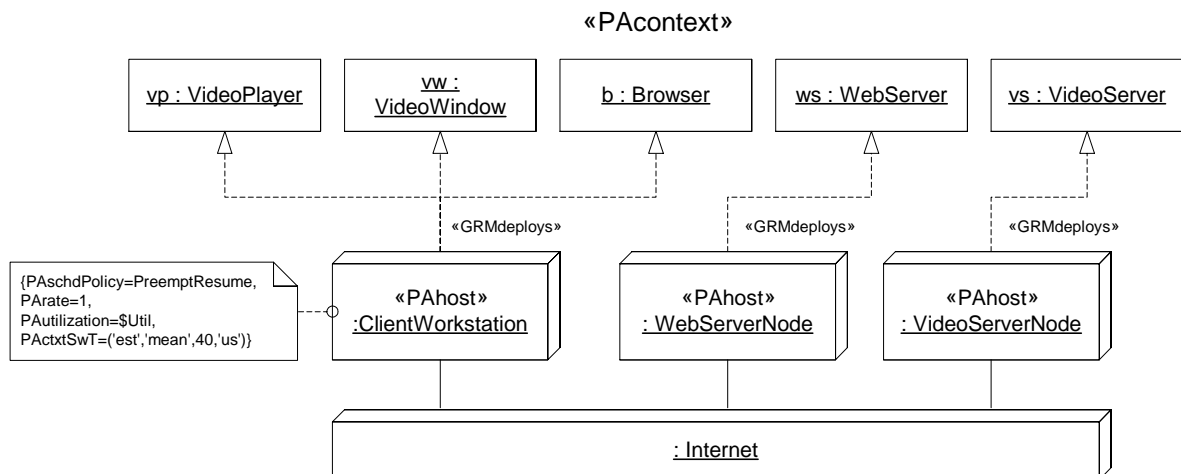 «PAcontext»
vp : VideoPlayer
vw :
VideoWindow
b : Browser
ws : WebServer
vs : VideoServer
«GRMdeploys»
«GRMdeploys»
«GRMdeploys»
{PAschdPolicy=PreemptResume,
PArate=1,
PAutilization=$Util,
PActxtSwT=('est','mean',40,'us')}
«PAhost»
:ClientWorkstation
«PAhost»
: WebServerNode
«PAhost»
: VideoServerNode
: Internet